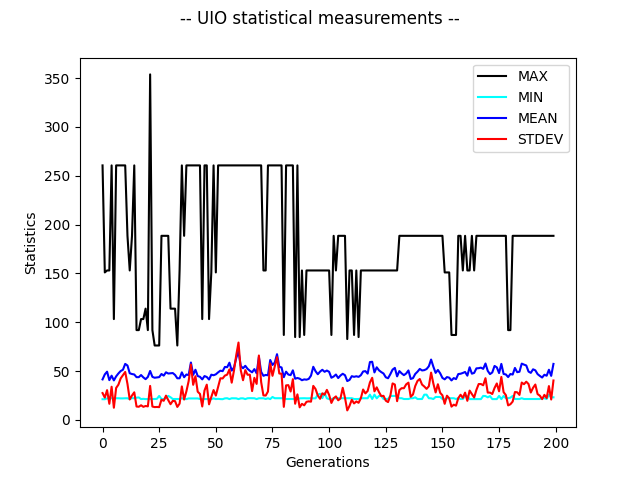 -- UIO statistical measurements --
350
300
250
200
150
100
50
0
Statistics
MAX
MIN
MEAN
STDEV
0 25 50 75 100 125 150 175 200
Generations